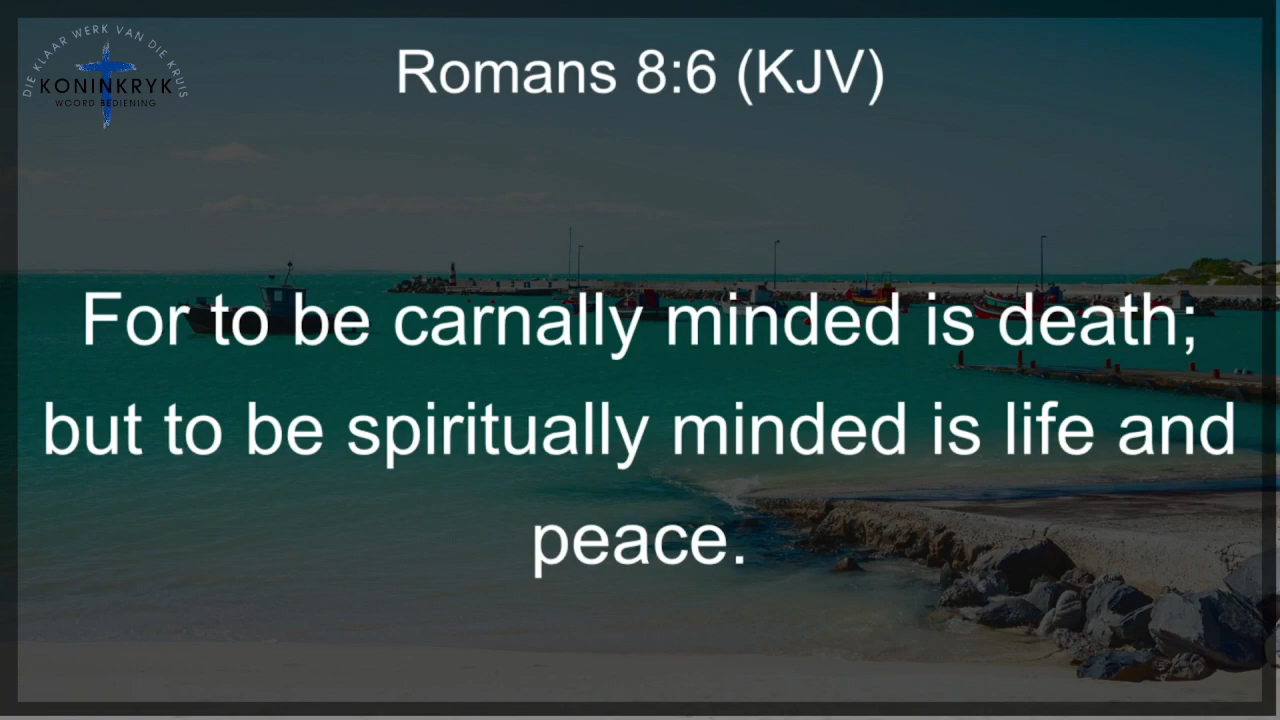 DIE KLAAR WERK VAN DIE KRUIS
KONINKRYK
WOORD BEDIENING
Romans 8:6 (KJV)
For to be carnally minded is death;
but to be spiritually minded is life and
peace.